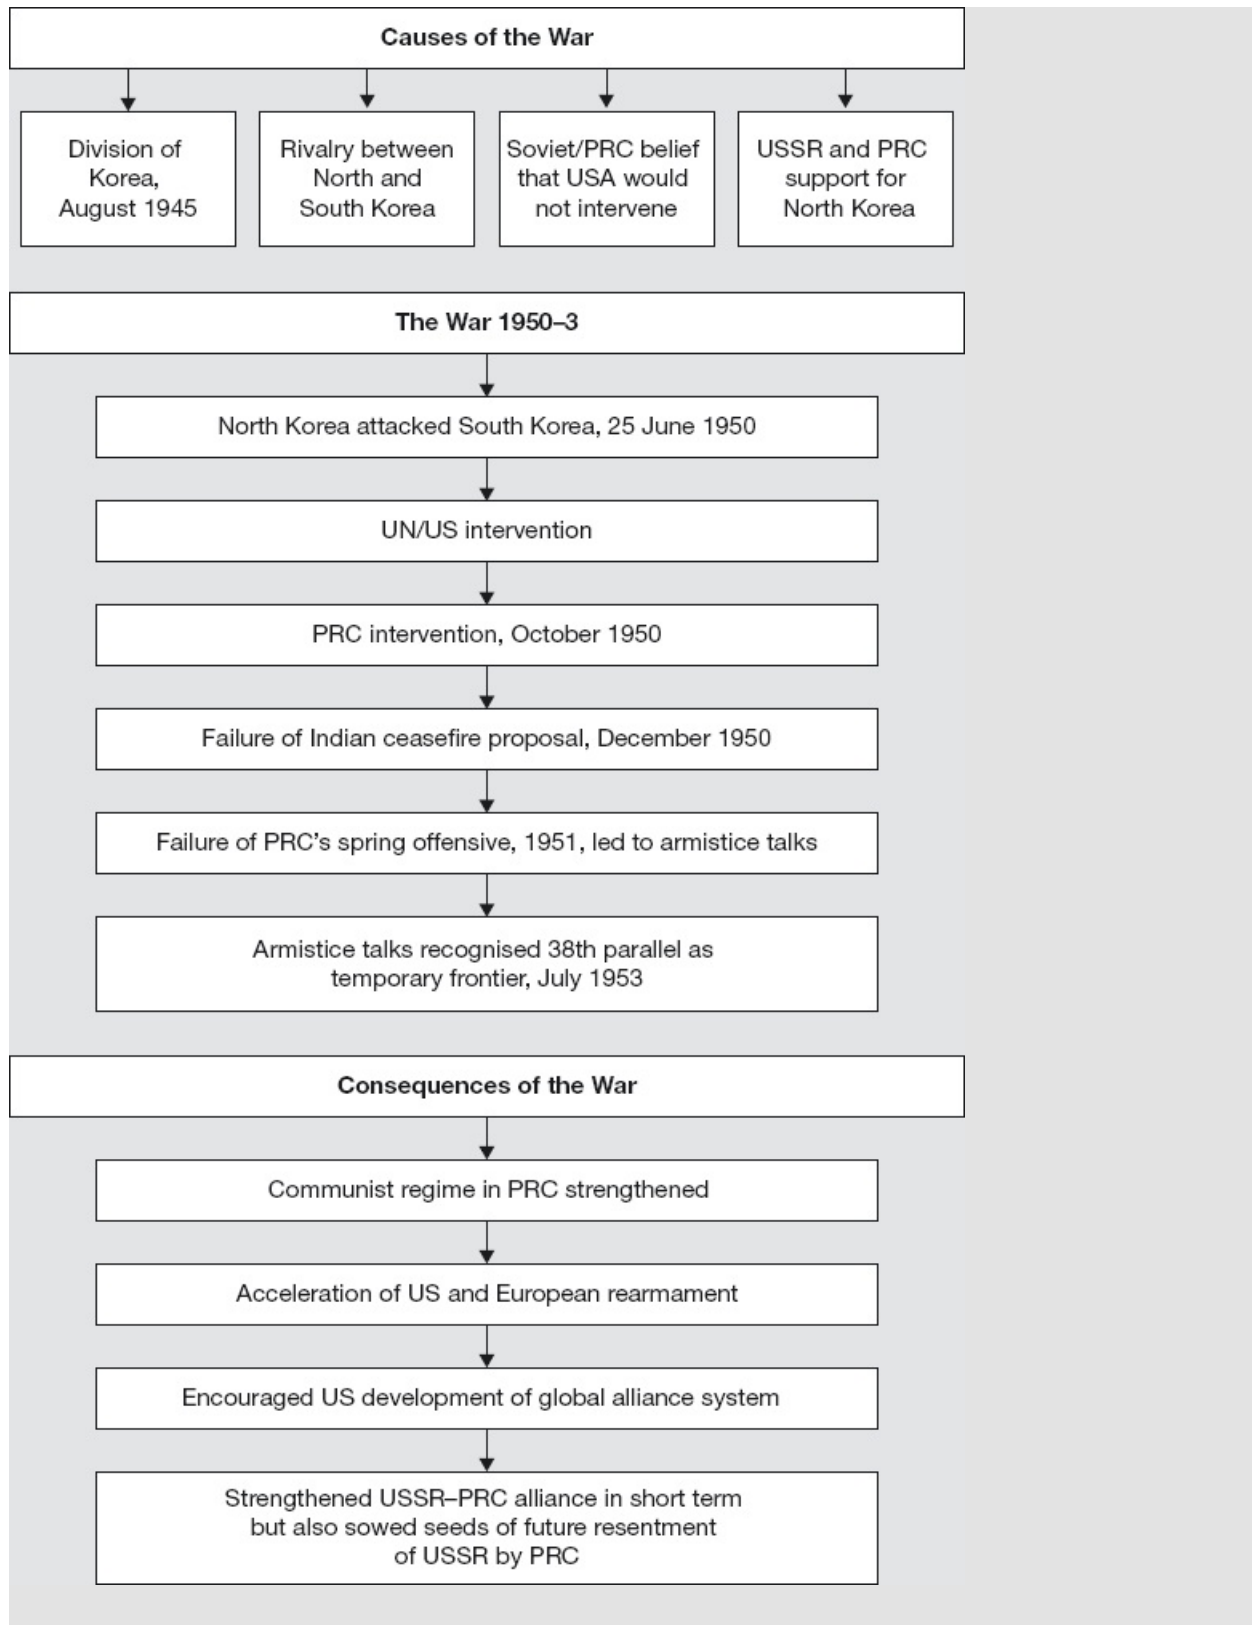 Causes of the War
Division of
Korea,
August 1945
Rivalry between
North and
South Korea
Soviet/PRC belief
that USA would
not intervene
USSR and PRC
support for
North Korea
The War 1950–3
North Korea attacked South Korea, 25 June 1950
UN/US intervention
PRC intervention, October 1950
Failure of Indian ceasefire proposal, December 1950
Failure of PRC’s spring offensive, 1951, led to armistice talks
Armistice talks recognised 38th parallel as
temporary frontier, July 1953
Consequences of the War
Communist regime in PRC strengthened
Acceleration of US and European rearmament
Encouraged US development of global alliance system
Strengthened USSR–PRC alliance in short term
but also sowed seeds of future resentment
of USSR by PRC